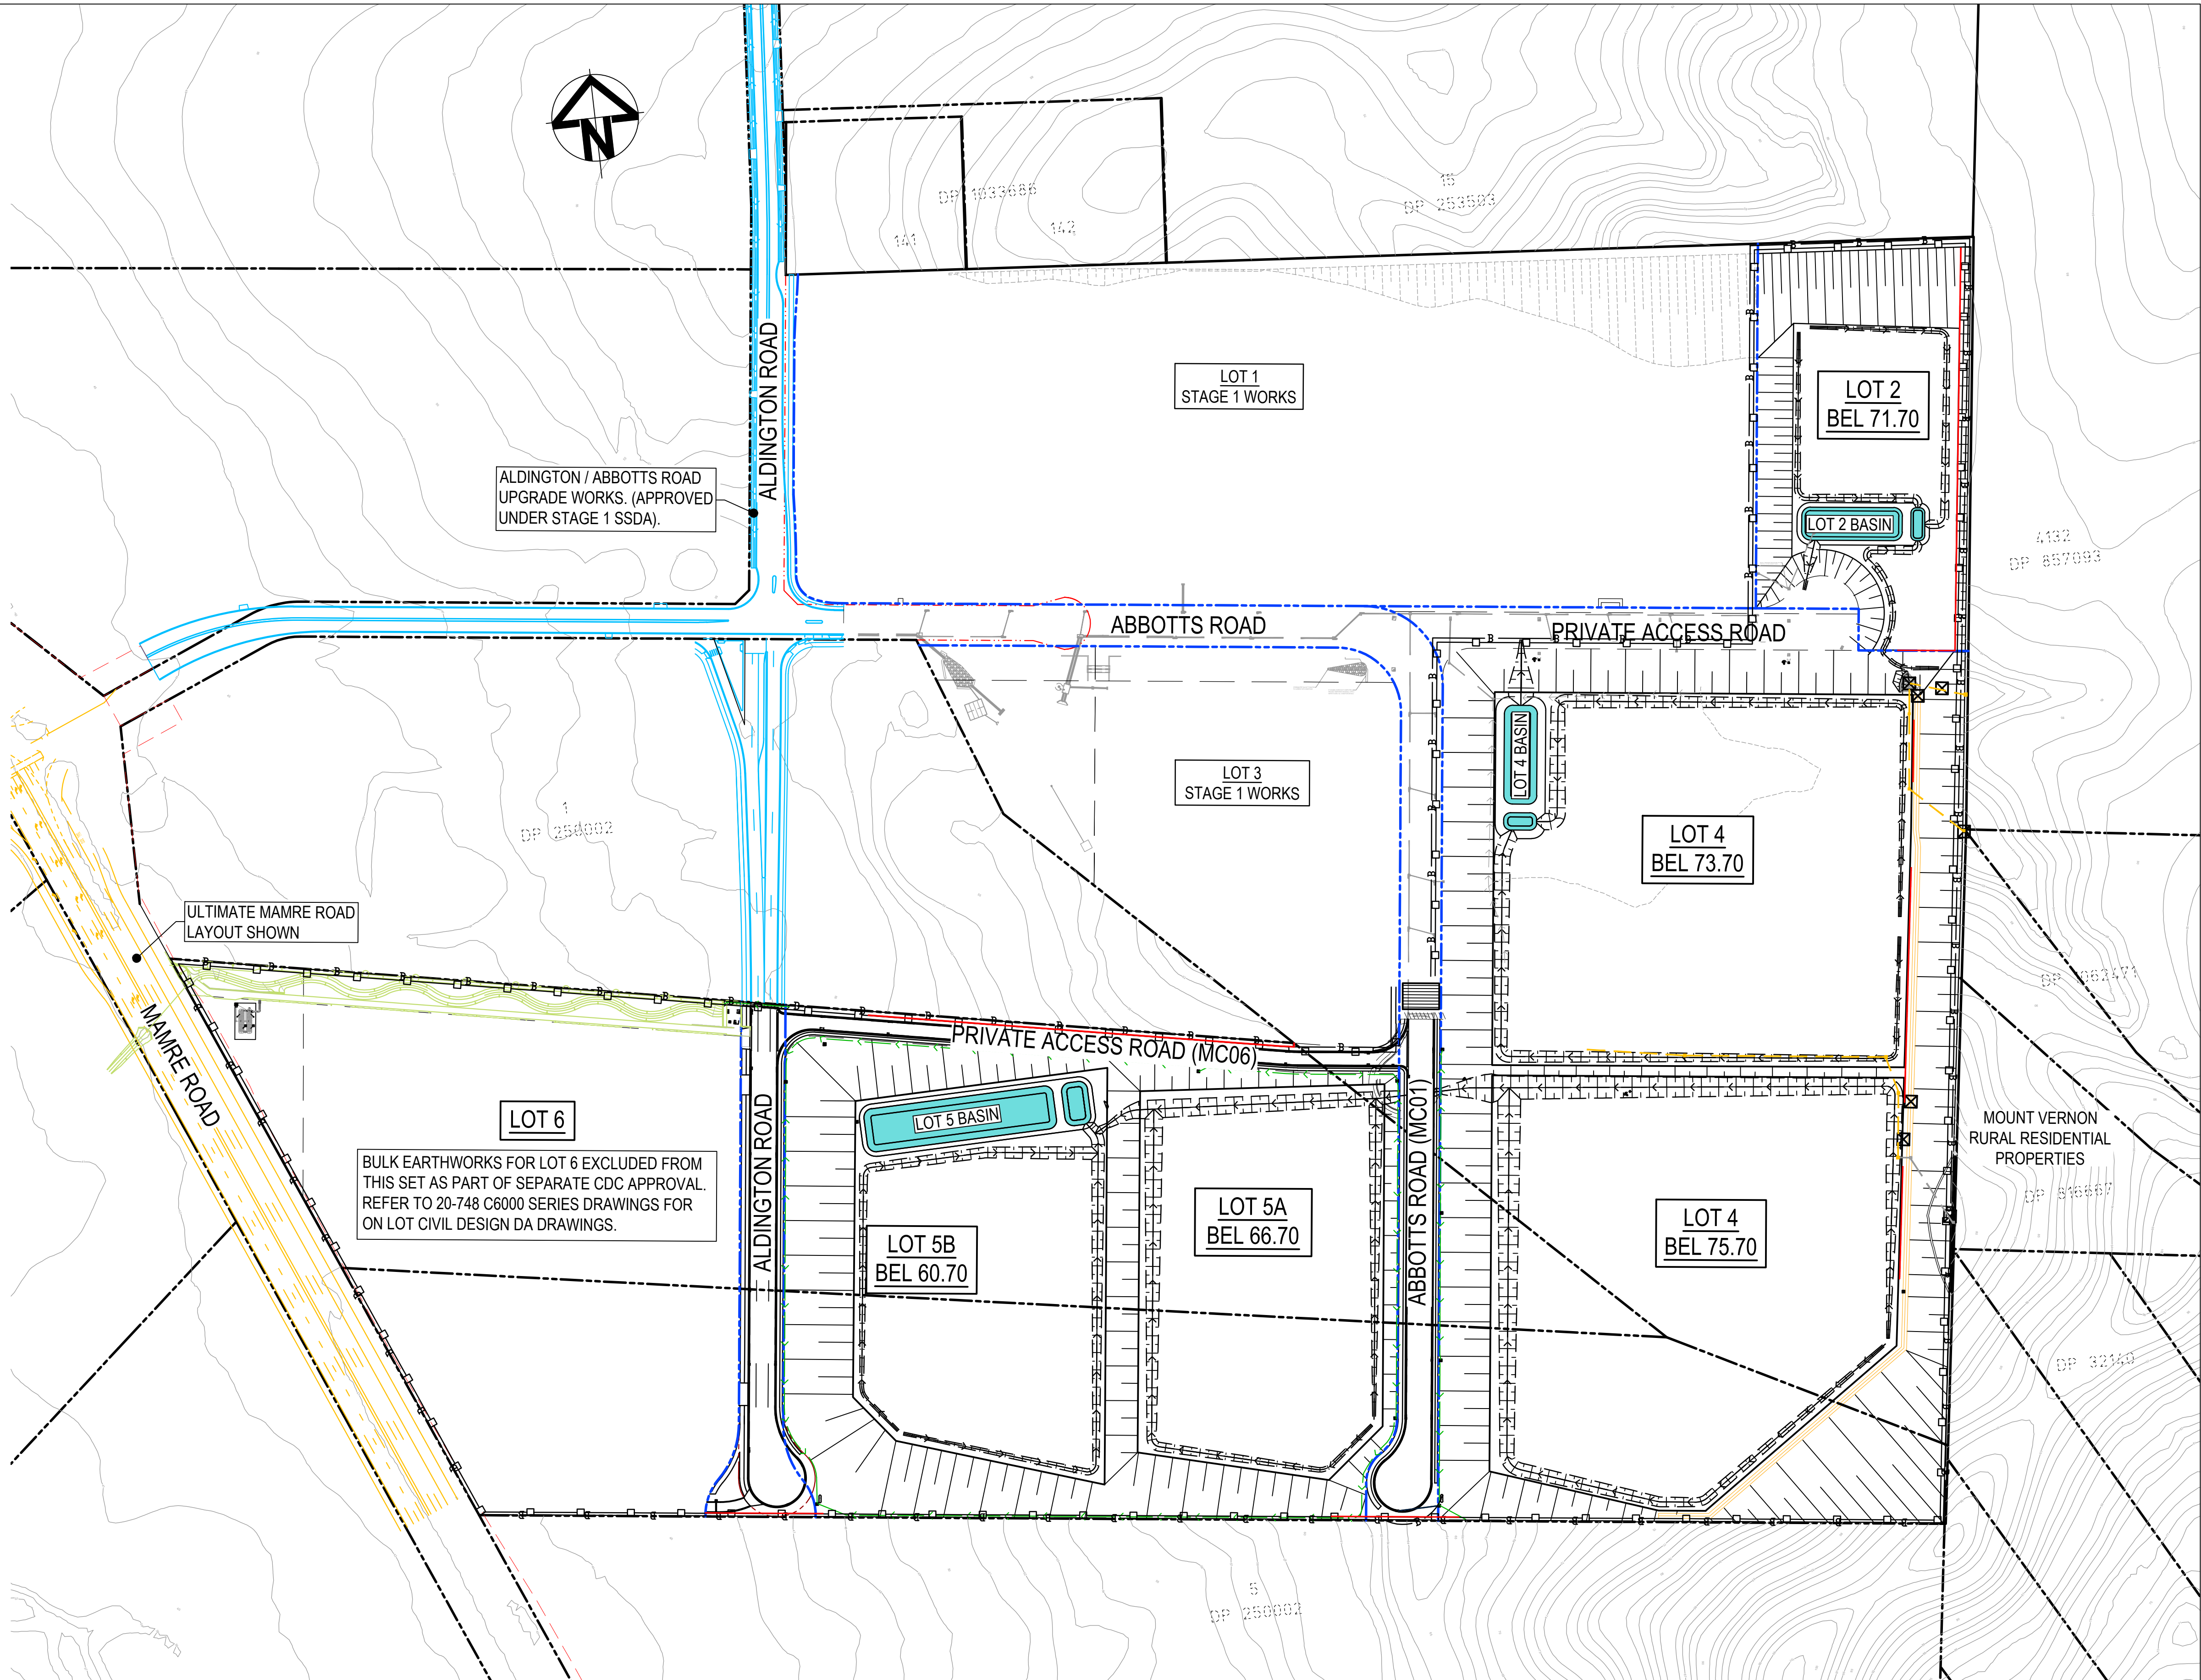 N
DP 1033686
141
142
15
DP 253503
ALDINGTON ROAD
LOT 1
STAGE 1 WORKS
LOT 2
BEL 71.70
ALDINGTON / ABBOTTS ROAD
UPGRADE WORKS. (APPROVED
UNDER STAGE 1 SSDA).
LOT 2 BASIN
4132
DP 857093
ABBOTTS ROAD
PRIVATE ACCESS ROAD
LOT 4 BASIN
LOT 3
STAGE 1 WORKS
1
DP 250002
LOT 4
BEL 73.70
ULTIMATE MAMRE ROAD
LAYOUT SHOWN
MAMRE ROAD
PRIVATE ACCESS ROAD (MC06)
LOT 6
BULK EARTHWORKS FOR LOT 6 EXCLUDED FROM
THIS SET AS PART OF SEPARATE CDC APPROVAL.
REFER TO 20-748 C6000 SERIES DRAWINGS FOR
ON LOT CIVIL DESIGN DA DRAWINGS.
ALDINGTON ROAD
LOT 5 BASIN
LOT 5B
BEL 60.70
LOT 5A
BEL 66.70
ABBOTTS ROAD (MC01)
LOT 4
BEL 75.70
MOUNT VERNON
RURAL RESIDENTIAL
PROPERTIES
DP
DP
DP 32140
5
DP 250002